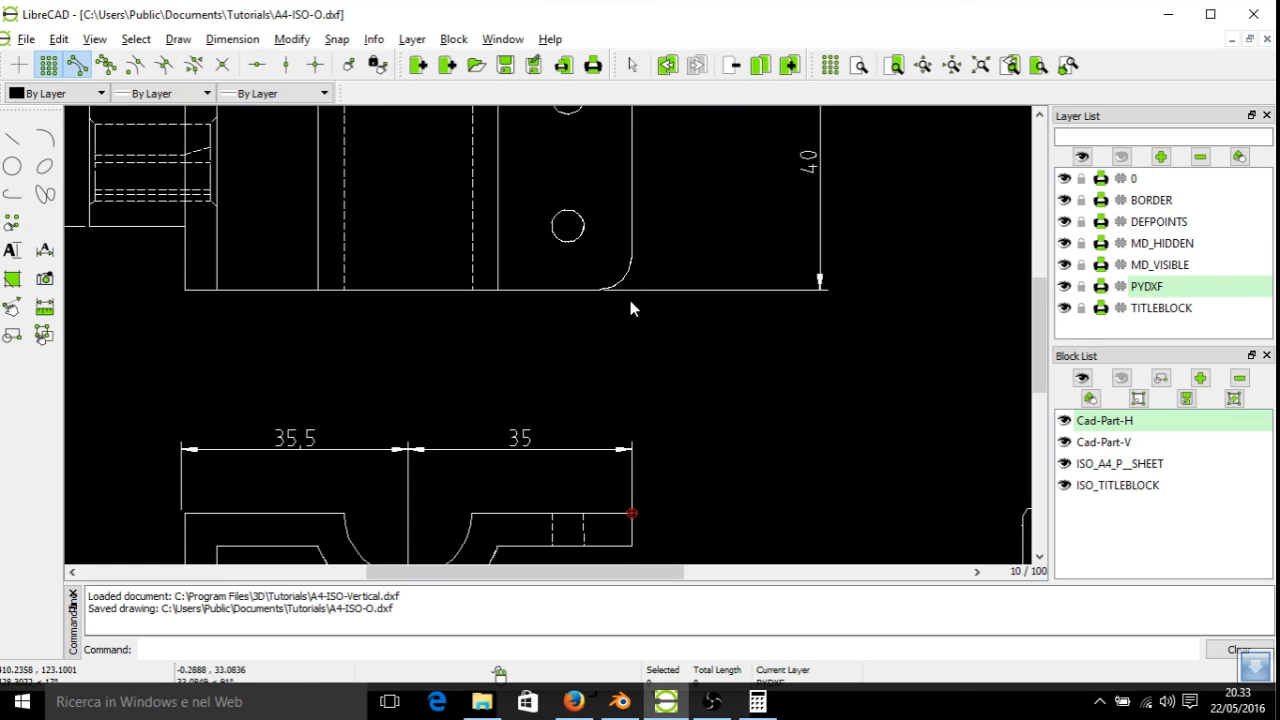 LibreCAD - [C:\Users\Public\Documents\Tutorials\A4-ISO-O.dxf]
File Edit View Select Draw Dimension Modify Snap Info Layer Block Window Help
By Layer By Layer By Layer
Layer List
0
BORDER
DEFPOINTS
MD_HIDDEN
MD_VISIBLE
PYDXF
TITLEBLOCK
Block List
Cad-Part-H
Cad-Part-V
ISO_A4_P__SHEET
ISO_TITLEBLOCK
40
35,5 35
10 / 100
Loaded document: C:\Program Files\3D\Tutorials\A4-ISO-Vertical.dxf
Saved drawing: C:\Users\Public\Documents\Tutorials\A4-ISO-O.dxf
Command:
Clear
410.2358 , 123.1001 -0.2888 , 33.0836 Selected Total Length Current Layer
Ricerca in Windows e nel Web
20.33
22/05/2016